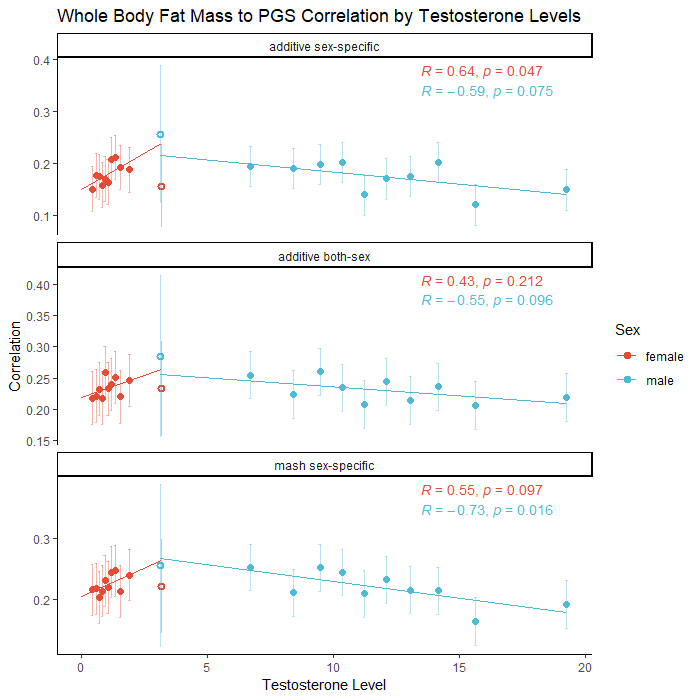 Whole Body Fat Mass to PGS Correlation by Testosterone Levels
additive sex-specific
R = 0.64, p = 0.047
R = −0.59, p = 0.075
0.4
0.3
0.2
0.1
additive both-sex
R = 0.43, p = 0.212
R = −0.55, p = 0.096
0.40
0.35
0.30
0.25
0.20
0.15
Correlation
Sex
female
male
mash sex-specific
R = 0.55, p = 0.097
R = −0.73, p = 0.016
0.3
0.2
0 5 10 15 20
Testosterone Level